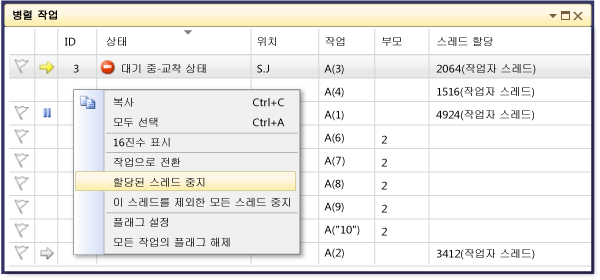 병렬 작업
ID 상태 위치 작업 부모 스레드 할당
3 대기 중-교착 상태 S.J A(3) 2064(작업자 스레드)
A(4) 1516(작업자 스레드)
복사 Ctrl+C A(1) 4924(작업자 스레드)
모두 선택 Ctrl+A
16진수 표시 A(6) 2
작업으로 전환 A(7) 2
할당된 스레드 중지 A(8) 2
이 스레드를 제외한 모든 스레드 중지 A(9) 2
플래그 설정 A("10") 2
모든 작업의 플래그 해제 A(2) 3412(작업자 스레드)